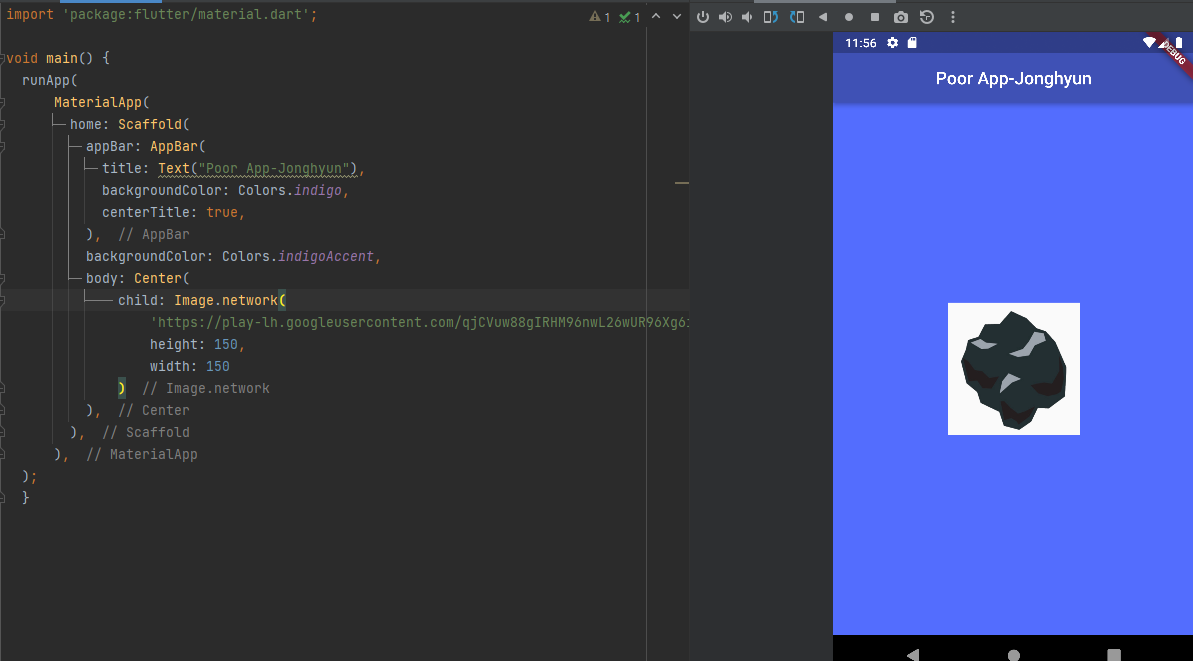 import 'package:flutter/material.dart';
1 1
void main() {
runApp(
MaterialApp(
home: Scaffold(
appBar: AppBar(
title: Text("Poor App-Jonghyun"),
backgroundColor: Colors.indigo,
centerTitle: true,
), // AppBar
backgroundColor: Colors.indigoAccent,
body: Center(
child: Image.network(
'https://play-lh.googleusercontent.com/qjCVuw88gIRHM96nwL26wUR96Xg6
height: 150,
width: 150
) // Image.network
), // Center
), // Scaffold
), // MaterialApp
);
}
11:56
DEBUG
Poor App-Jonghyun